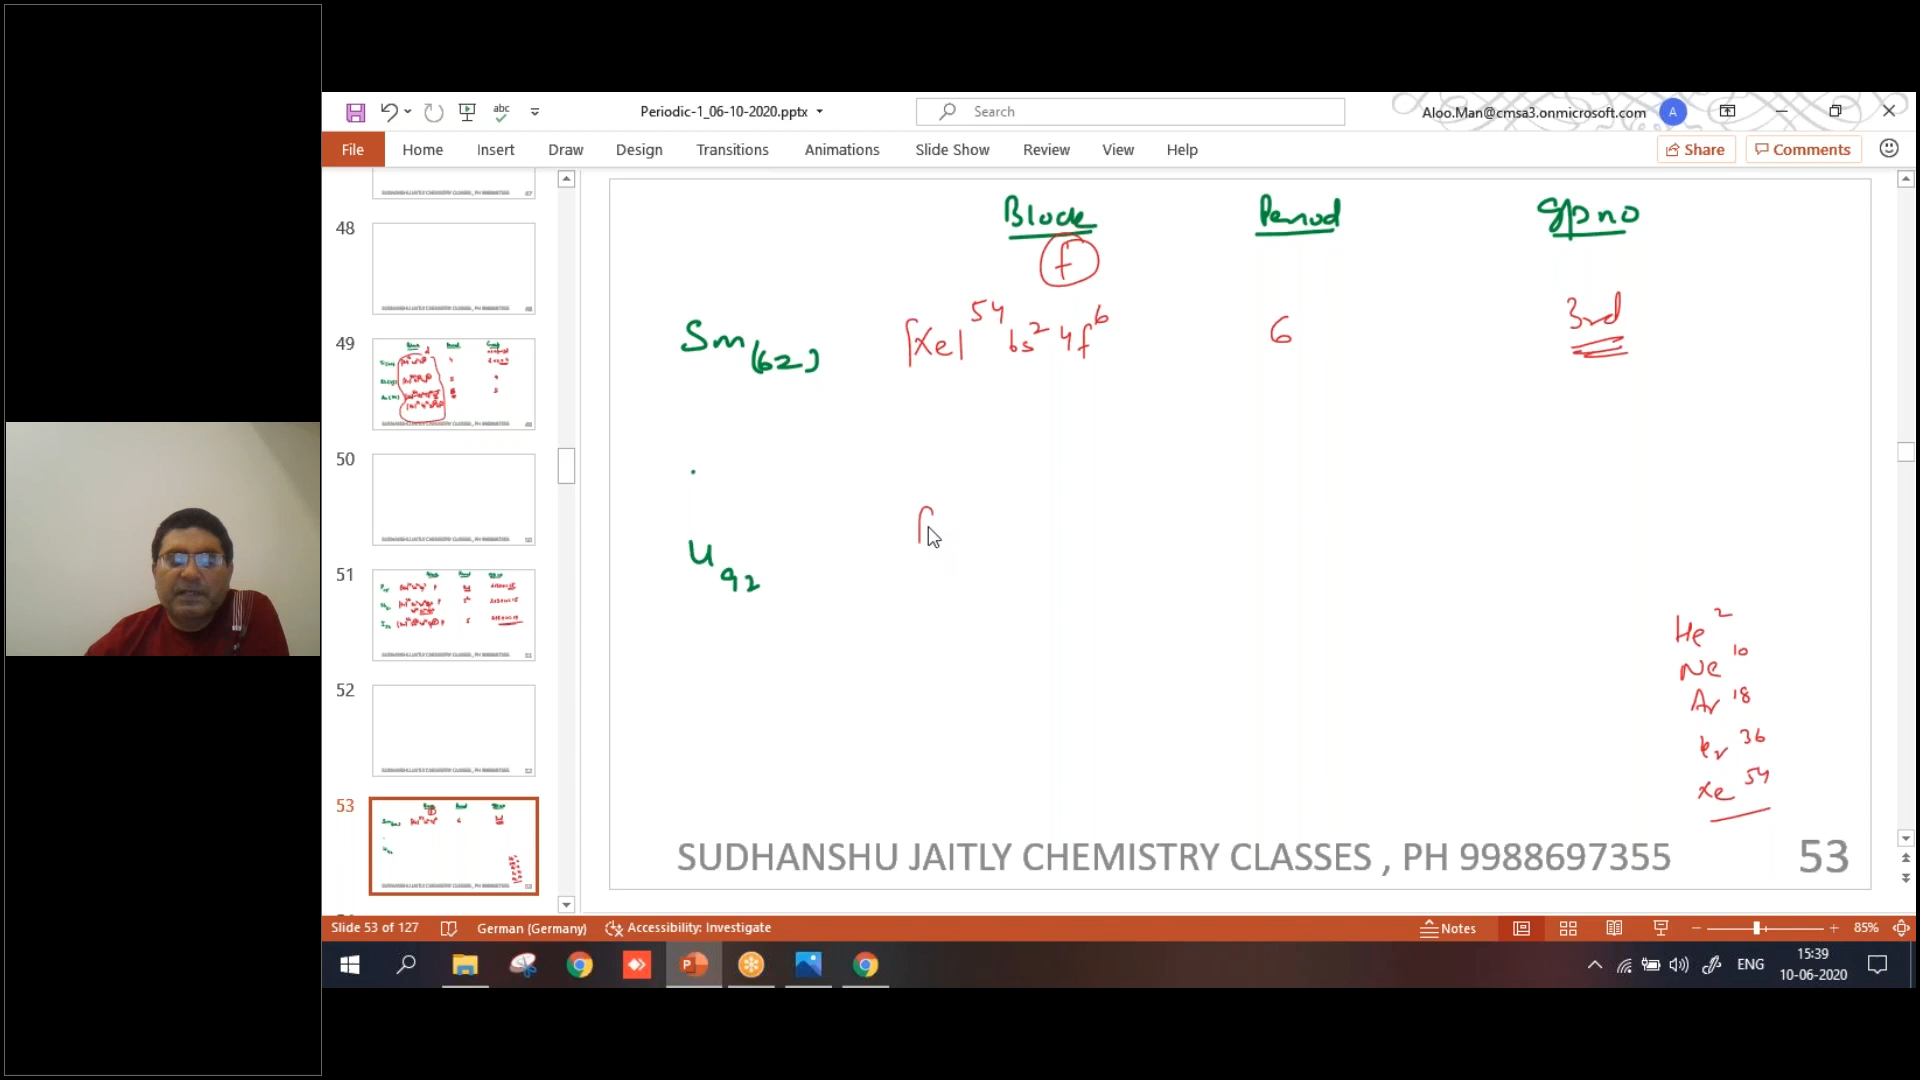 Periodic-1_06-10-2020.pptx
Search
Aloo.Man@cmsa3.onmicrosoft.com
A
abc
File Home Insert Draw Design Transitions Animations Slide Show Review View Help
Share Comments
48
49
50
51
52
53
Block Period Gp no
f
Sm(62) [Xe]54 6s2 4f6 6 3rd
U92 [
He 2
Ne 10
Ar 18
Kr 36
Xe 54
SUDHANSHU JAITLY CHEMISTRY CLASSES , PH 9988697355 53
Slide 53 of 127 German (Germany) Accessibility: Investigate Notes 85%
ENG 15:39
10-06-2020